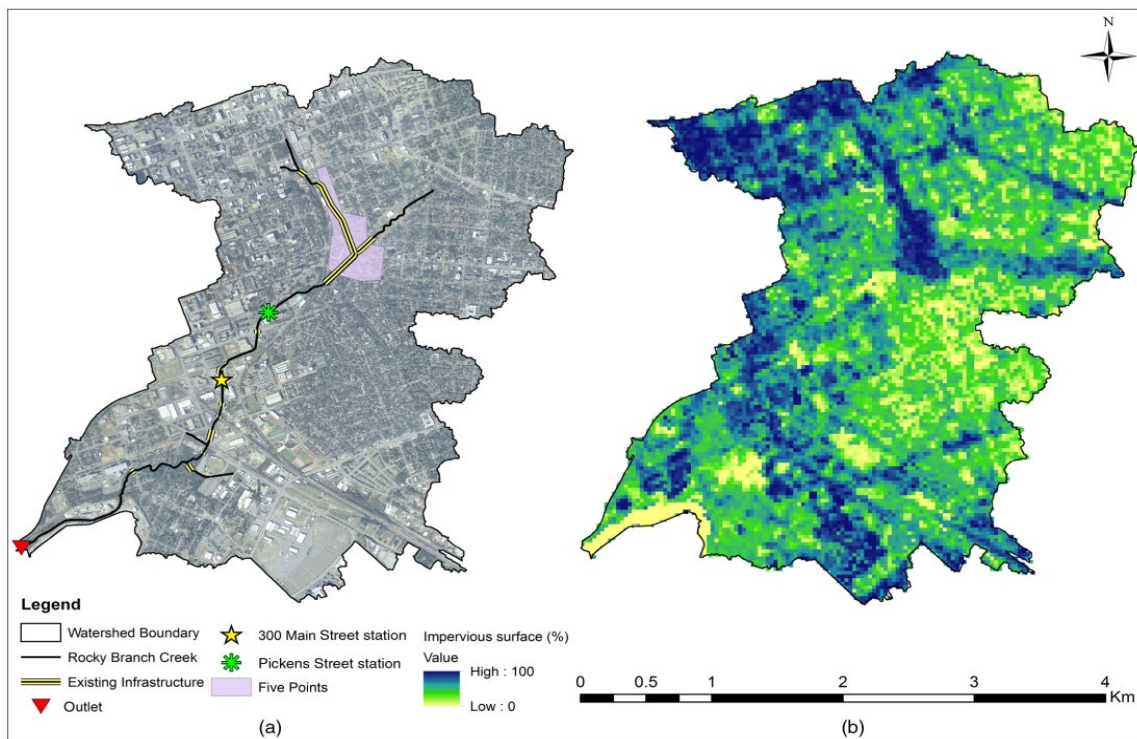 N
Legend
Watershed Boundary
Rocky Branch Creek
Existing Infrastructure
Outlet
300 Main Street station
Pickens Street station
Five Points
Impervious surface (%)
Value
High : 100
Low : 0
0 0.5 1 2 3 4
Km
(a)
(b)